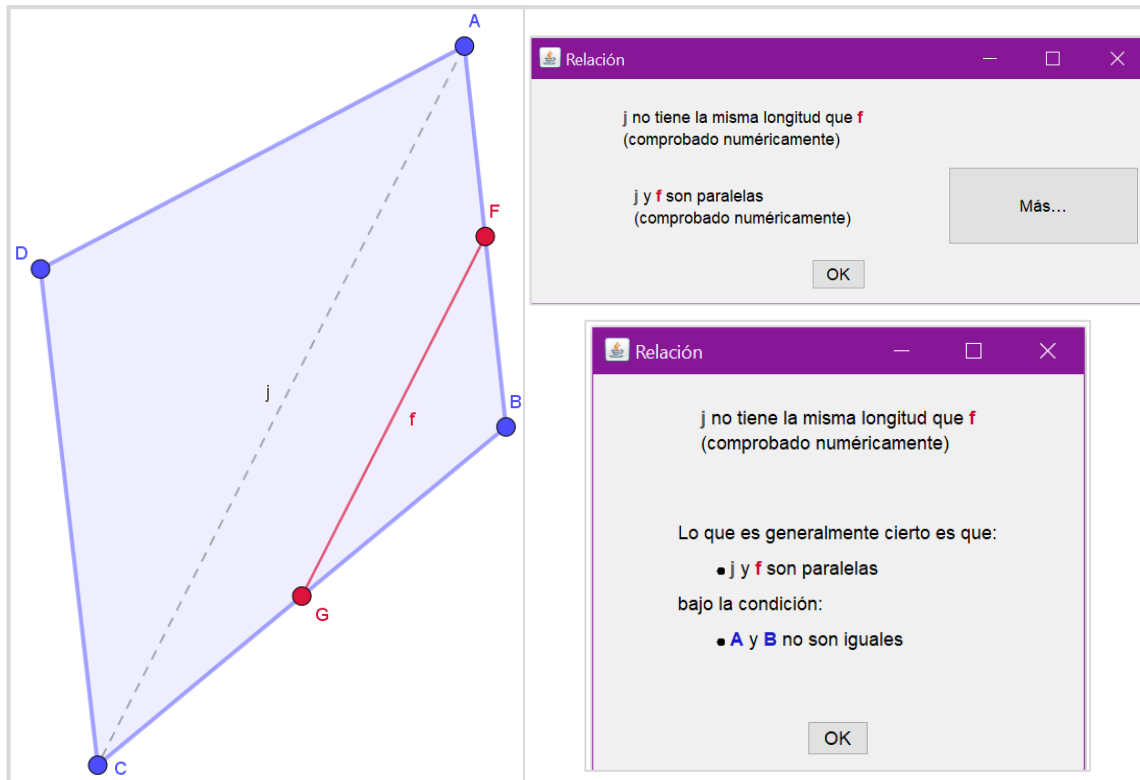 A
F
D
j
B
f
G
C
Relación
j no tiene la misma longitud que f
(comprobado numéricamente)
j y f son paralelas
(comprobado numéricamente)
Más...
OK
Relación
j no tiene la misma longitud que f
(comprobado numéricamente)
Lo que es generalmente cierto es que:
● j y f son paralelas
bajo la condición:
● A y B no son iguales
OK